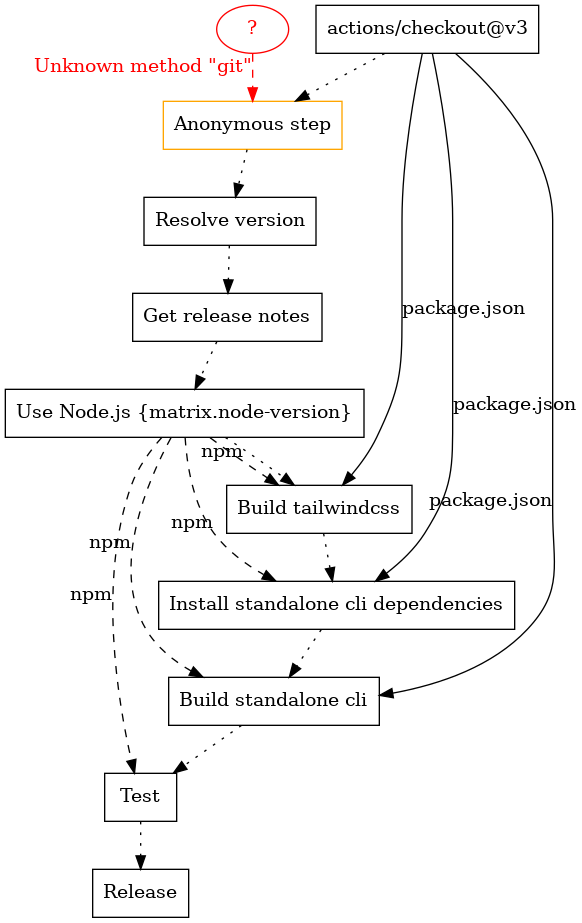 ?
actions/checkout@v3
Unknown method "git"
Anonymous step
Resolve version
Get release notes
package.json
Use Node.js {matrix.node-version}
package.json
npm
package.json
Build tailwindcss
npm
npm
npm
Install standalone cli dependencies
Build standalone cli
Test
Release